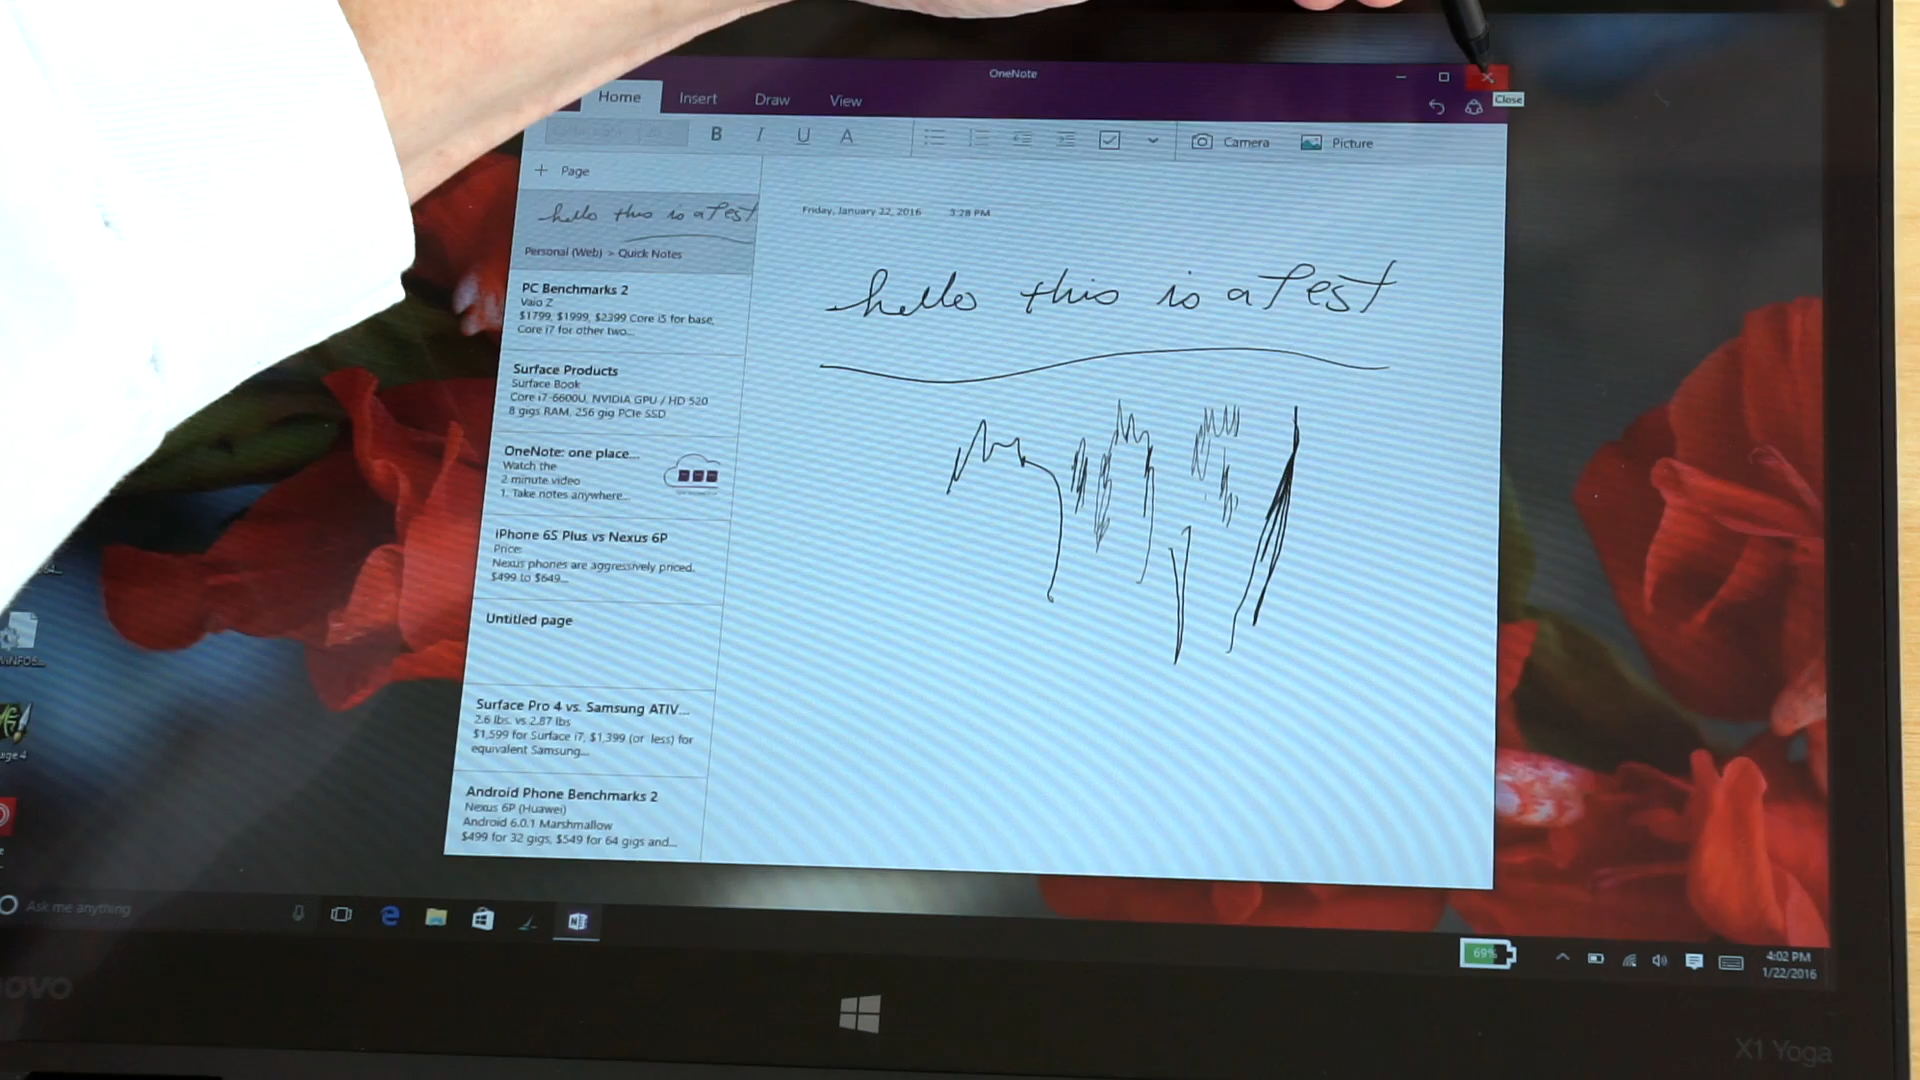 OneNote
Home Insert Draw View
Close
B I U A
Camera Picture
+ Page
hello this is a Test
Personal (Web) > Quick Notes
PC Benchmarks 2
Vaio Z
$1799, $1999, $2399 Core i5 for base,
Core i7 for other two...
Surface Products
Surface Book
Core i7-6600U, NVIDIA GPU / HD 520
8 gigs RAM, 256 gig PCIe SSD
OneNote: one place...
Watch the
2 minute video
1. Take notes anywhere...
iPhone 6S Plus vs Nexus 6P
Price:
Nexus phones are aggressively priced.
$499 to $649...
Untitled page
Surface Pro 4 vs. Samsung ATIV...
2.6 lbs. vs 2.87 lbs
$1,599 for Surface i7, $1,399 (or less) for
equivalent Samsung...
Android Phone Benchmarks 2
Nexus 6P (Huawei)
Android 6.0.1 Marshmallow
$499 for 32 gigs, $549 for 64 gigs and...
Friday, January 22, 2016 3:28 PM
hello this is a Test
Ask me anything
69%
4:02 PM
1/22/2016
X1 Yoga